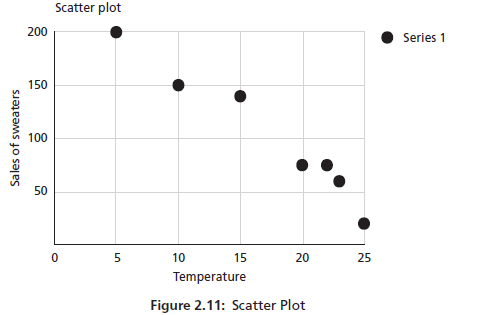 Scatter plot
200
150
100
50
Sales of sweaters
Series 1
0 5 10 15 20 25
Temperature
Figure 2.11: Scatter Plot